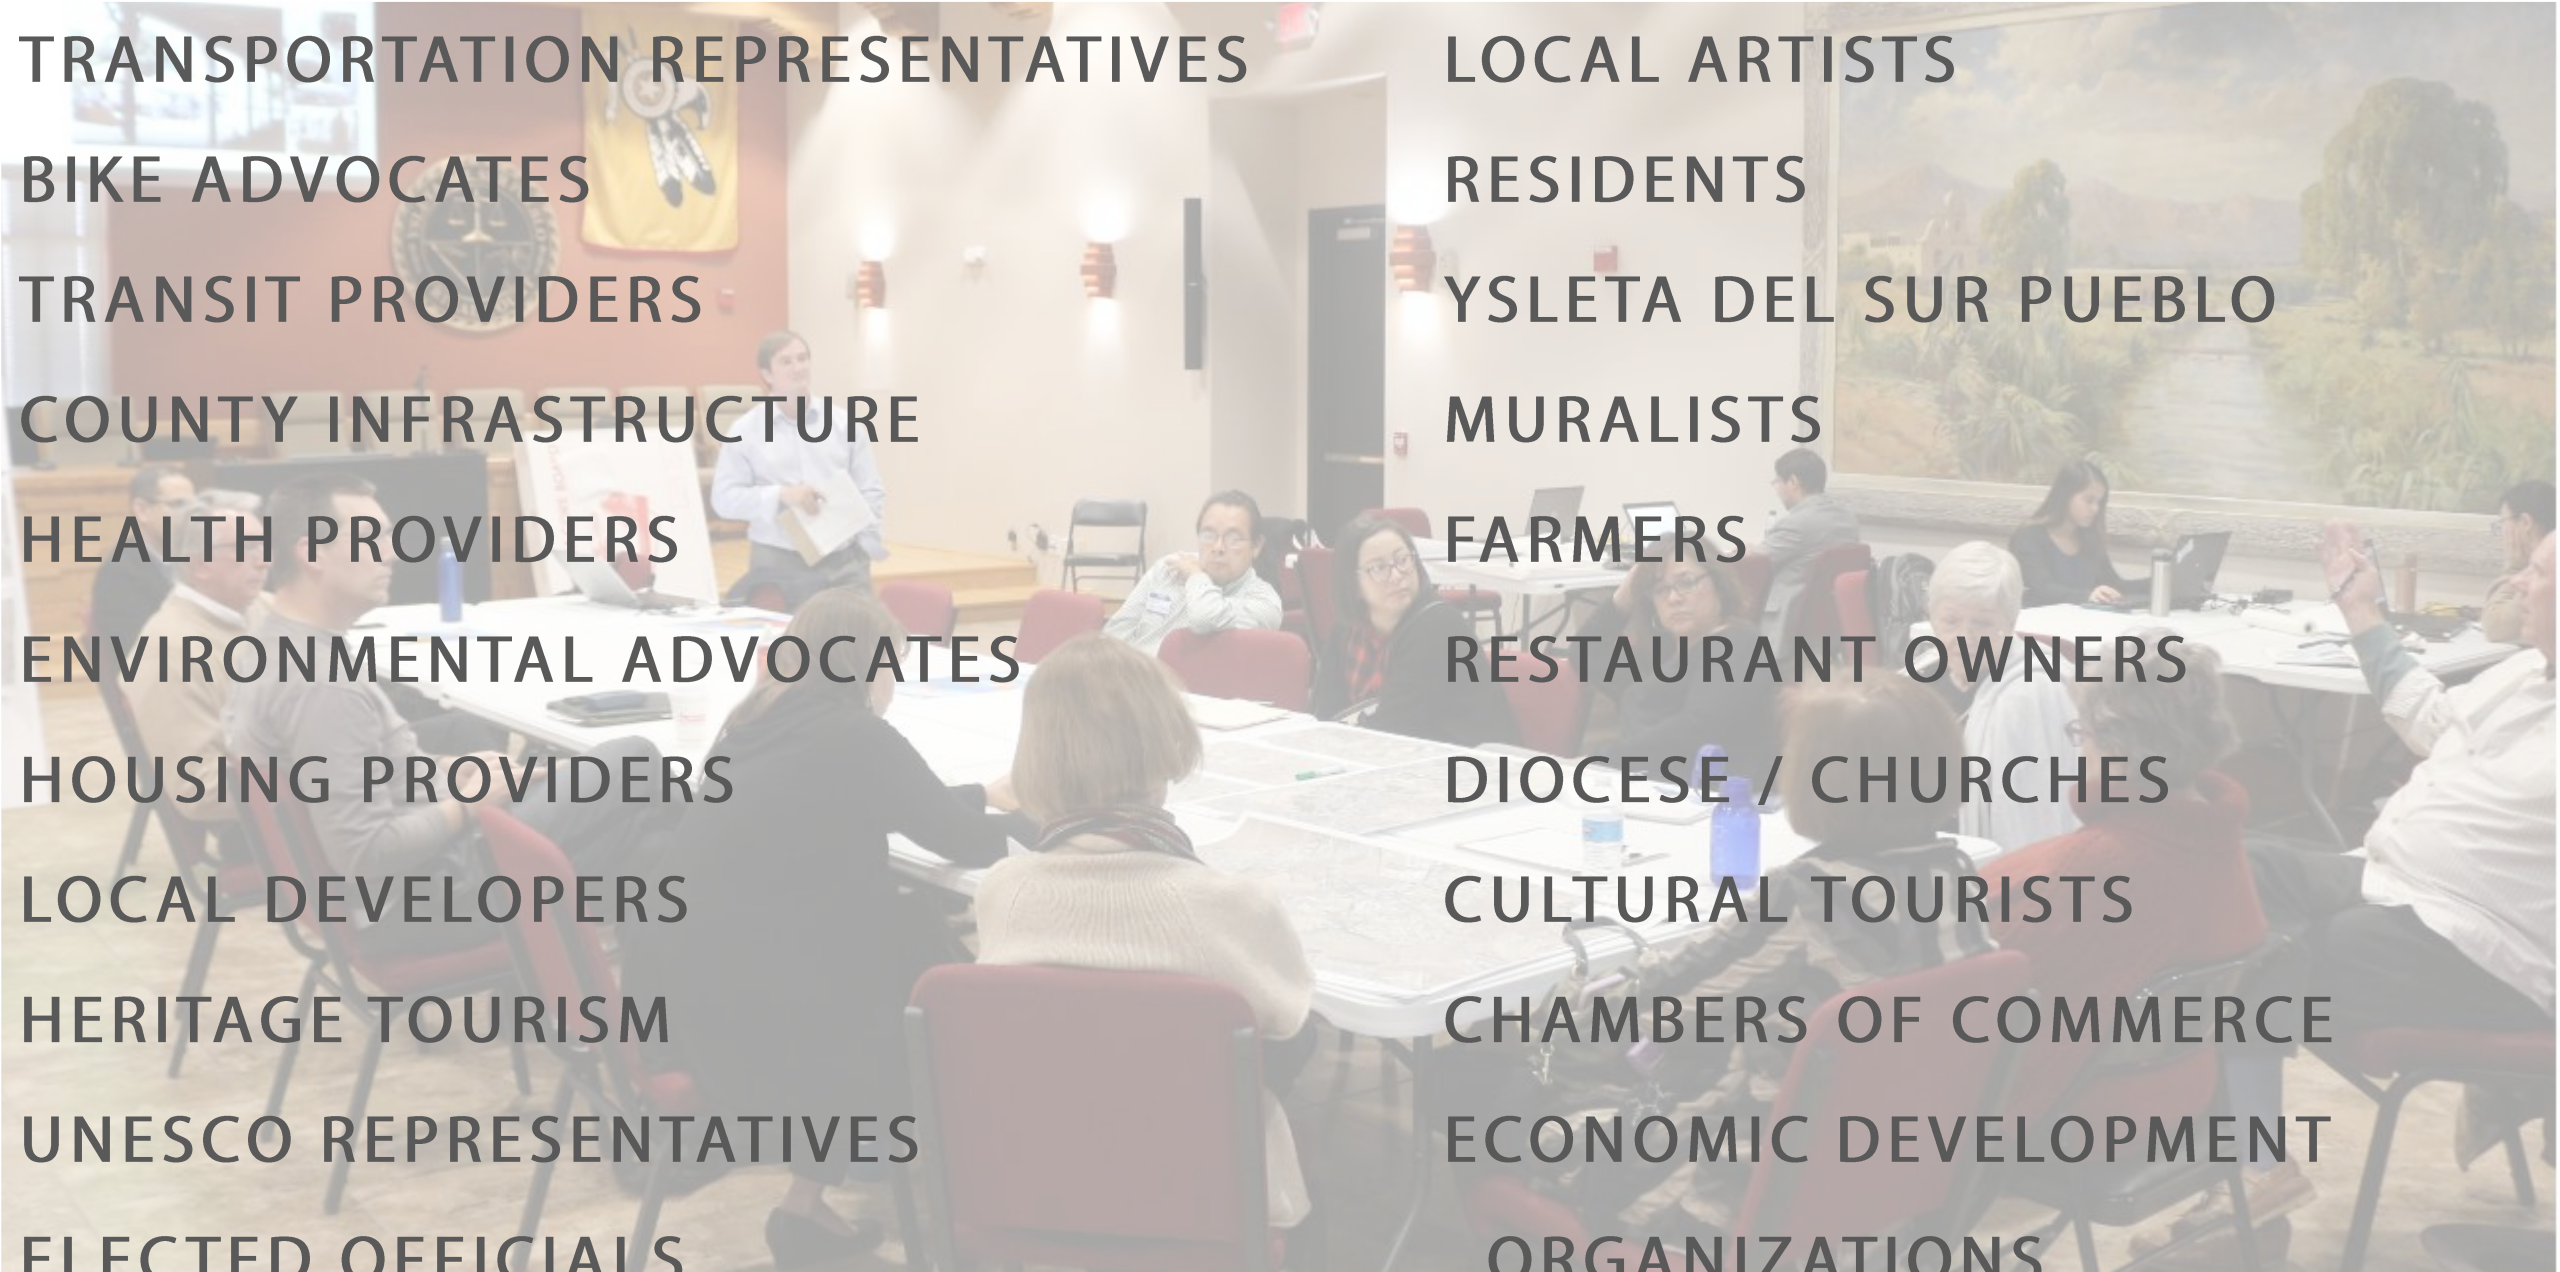 TRANSPORTATION REPRESENTATIVES
BIKE ADVOCATES
TRANSIT PROVIDERS
COUNTY INFRASTRUCTURE
HEALTH PROVIDERS
ENVIRONMENTAL ADVOCATES
HOUSING PROVIDERS
LOCAL DEVELOPERS
HERITAGE TOURISM
UNESCO REPRESENTATIVES
ELECTED OFFICIALS
LOCAL ARTISTS
RESIDENTS
YSLETA DEL SUR PUEBLO
MURALISTS
FARMERS
RESTAURANT OWNERS
DIOCESE / CHURCHES
CULTURAL TOURISTS
CHAMBERS OF COMMERCE
ECONOMIC DEVELOPMENT
ORGANIZATIONS